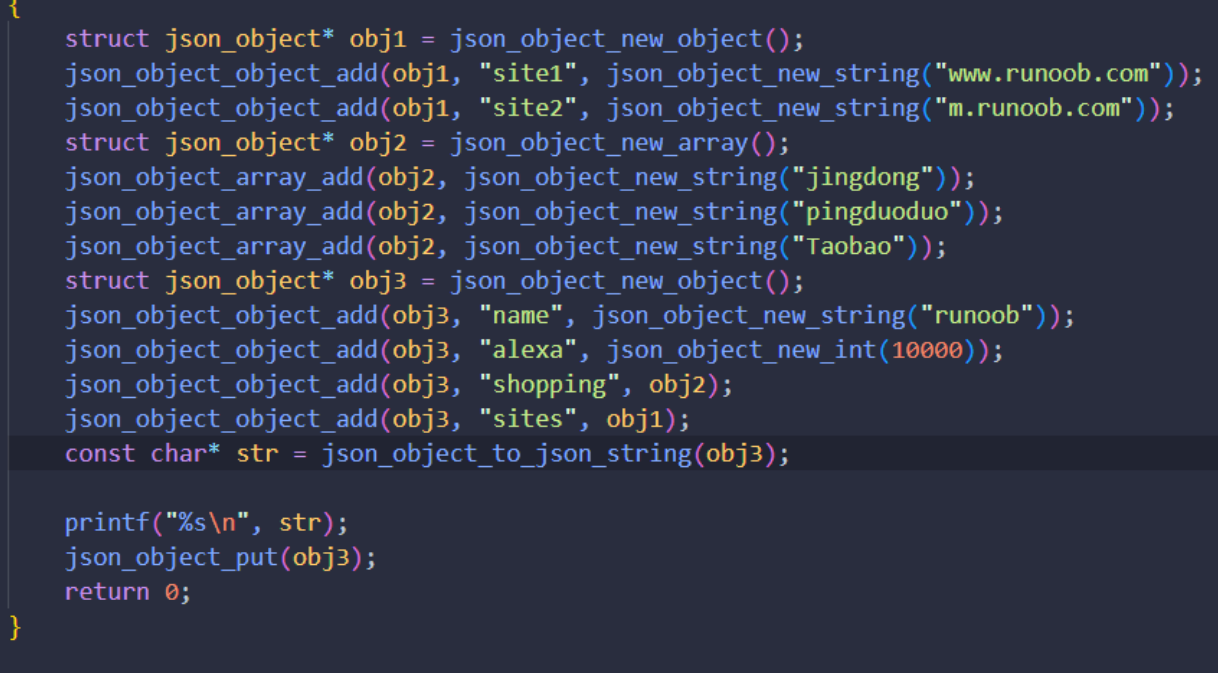 {
    struct json_object* obj1 = json_object_new_object();
    json_object_object_add(obj1, "site1", json_object_new_string("www.runoob.com"));
    json_object_object_add(obj1, "site2", json_object_new_string("m.runoob.com"));
    struct json_object* obj2 = json_object_new_array();
    json_object_array_add(obj2, json_object_new_string("jingdong"));
    json_object_array_add(obj2, json_object_new_string("pingduoduo"));
    json_object_array_add(obj2, json_object_new_string("Taobao"));
    struct json_object* obj3 = json_object_new_object();
    json_object_object_add(obj3, "name", json_object_new_string("runoob"));
    json_object_object_add(obj3, "alexa", json_object_new_int(10000));
    json_object_object_add(obj3, "shopping", obj2);
    json_object_object_add(obj3, "sites", obj1);
    const char* str = json_object_to_json_string(obj3);
    printf("%s\n", str);
    json_object_put(obj3);
    return 0;
}